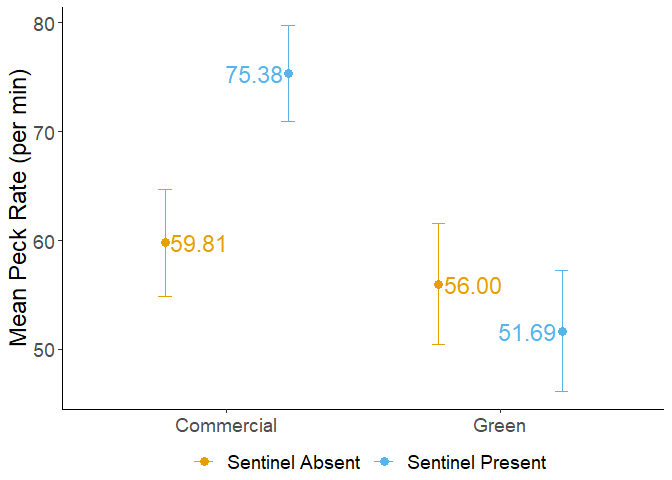 Mean Peck Rate (per min)
80
70
60
50
75.38
59.81
56.00
51.69
Commercial
Green
Sentinel Absent
Sentinel Present